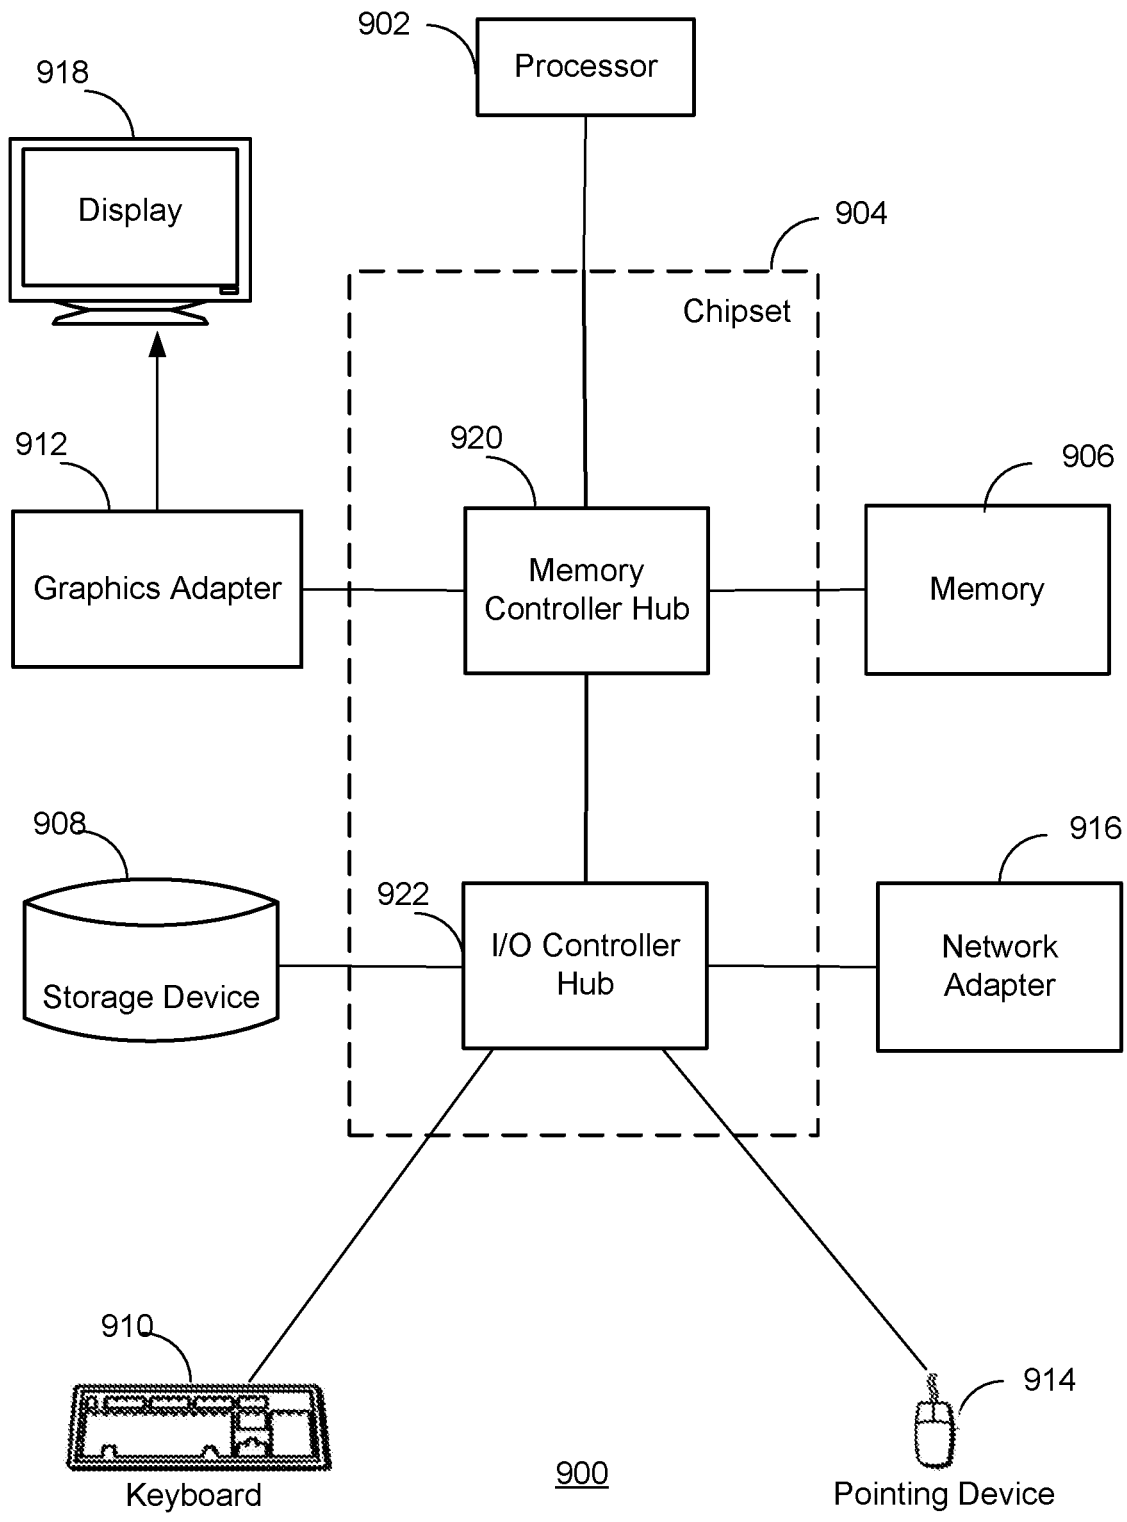 902
Processor
918
Display
904
Chipset
912
920
906
Graphics Adapter
Memory
Controller Hub
Memory
908
922
916
Storage Device
I/O Controller
Hub
Network
Adapter
910
914
Keyboard
900
Pointing Device